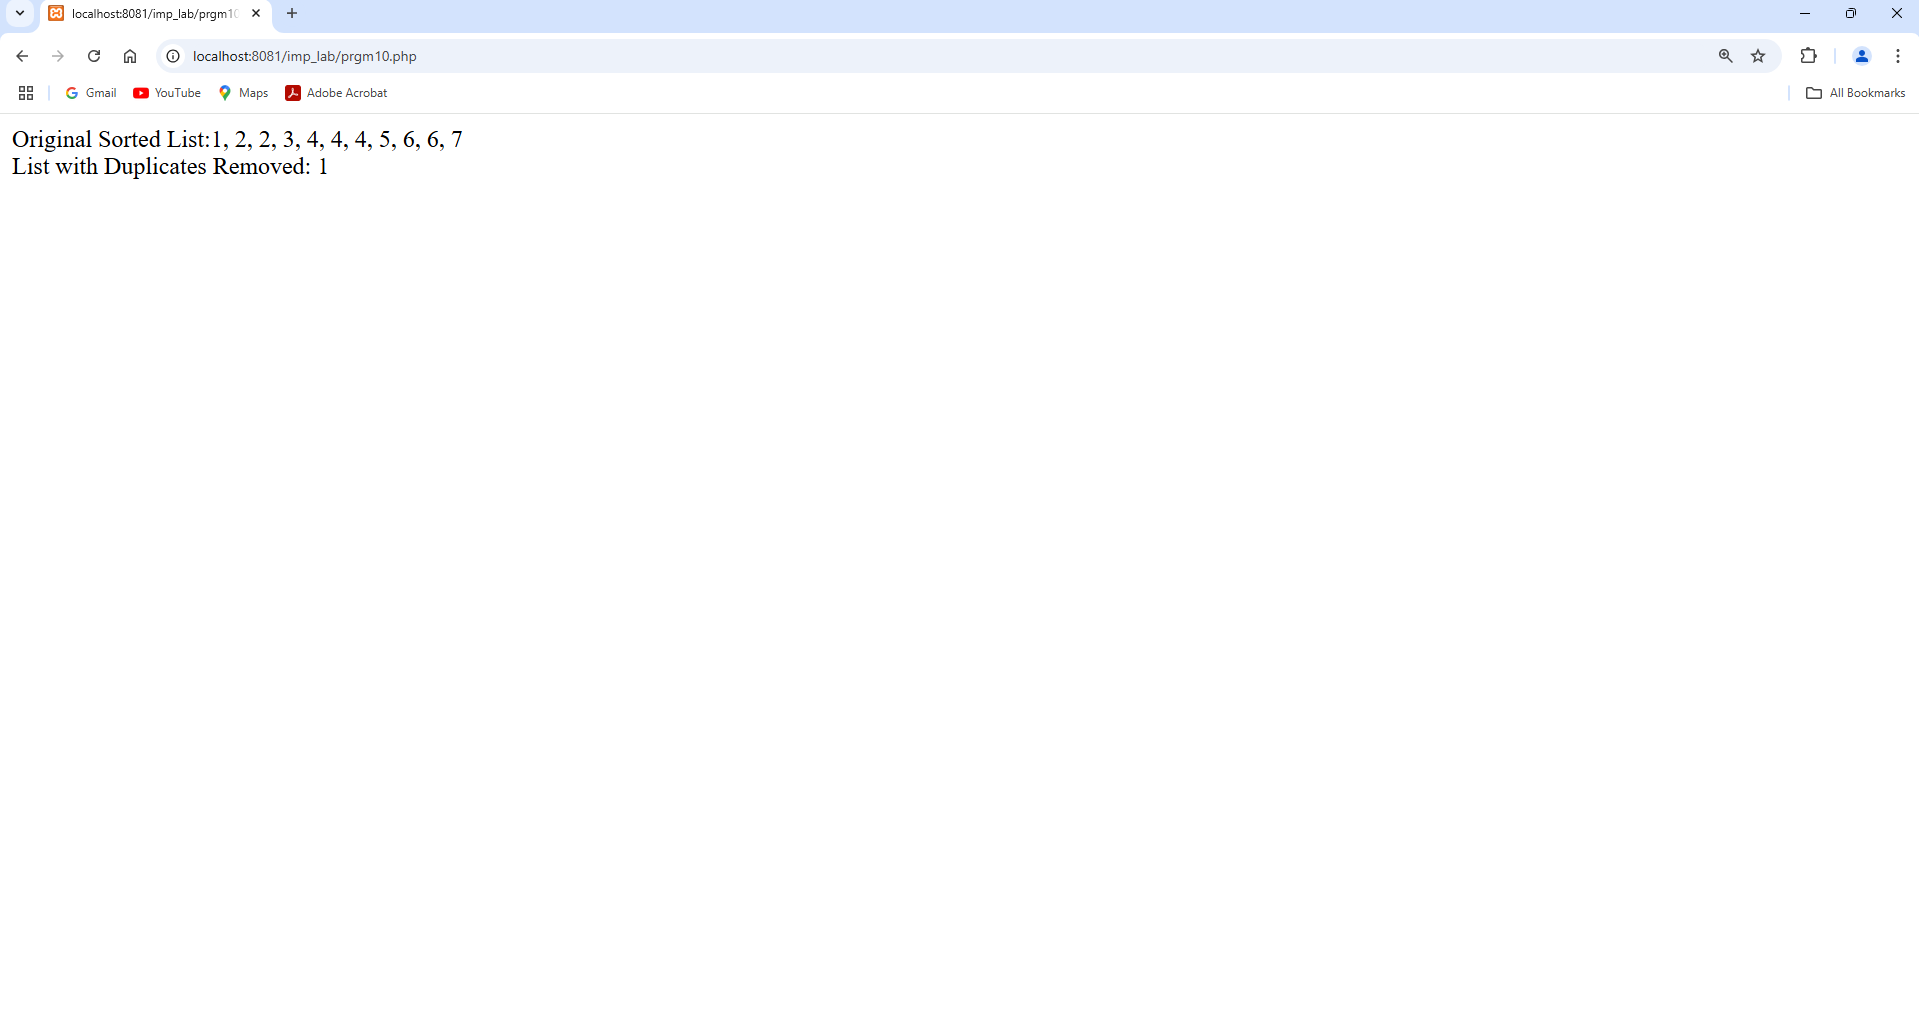 localhost:8081/imp_lab/prgm10
localhost:8081/imp_lab/prgm10.php
Gmail YouTube Maps Adobe Acrobat All Bookmarks
Original Sorted List:1, 2, 2, 3, 4, 4, 4, 5, 6, 6, 7
List with Duplicates Removed: 1